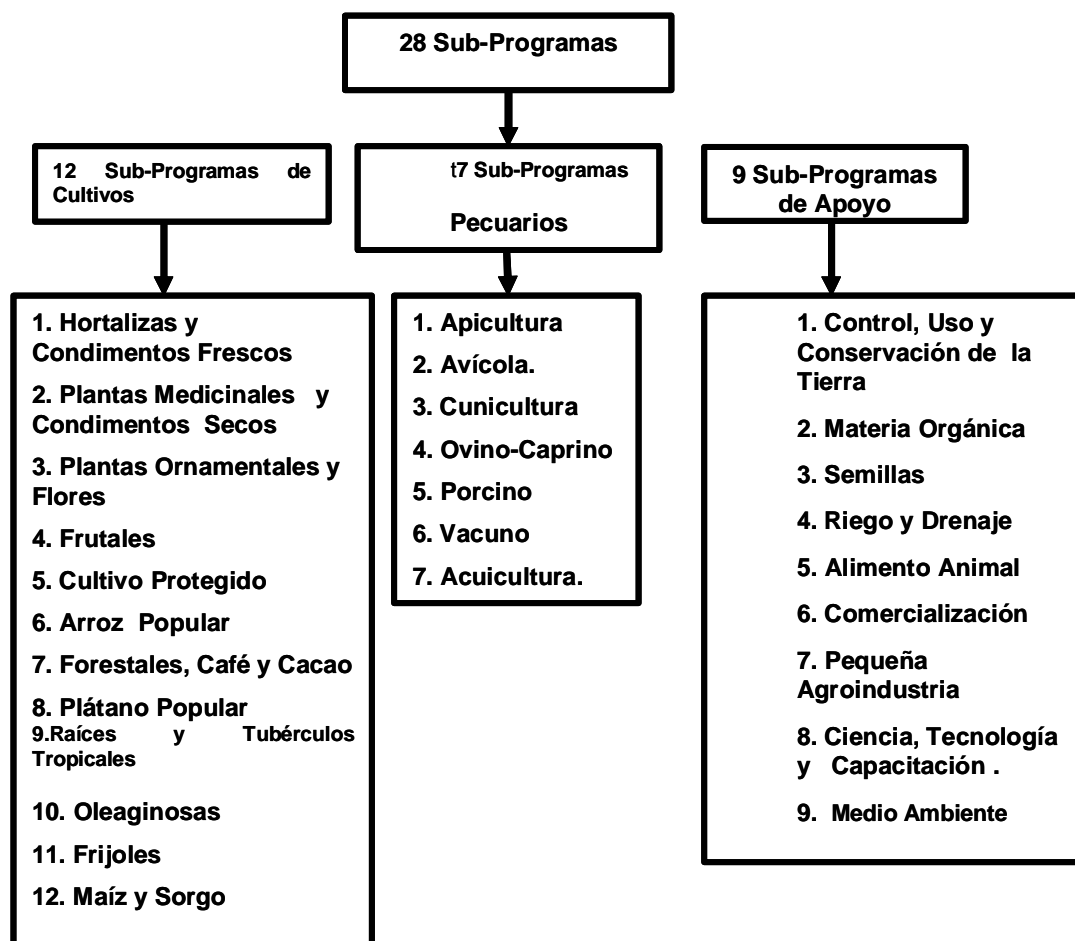 28 Sub-Programas
12 Sub-Programas de
Cultivos
t7 Sub-Programas
Pecuarios
9 Sub-Programas
de Apoyo
1. Hortalizas y
Condimentos Frescos
2. Plantas Medicinales y
Condimentos Secos
3. Plantas Ornamentales y
Flores
4. Frutales
5. Cultivo Protegido
6. Arroz Popular
7. Forestales, Café y Cacao
8. Plátano Popular
9.Raíces y Tubérculos
Tropicales
10. Oleaginosas
11. Frijoles
12. Maíz y Sorgo
1. Apicultura
2. Avícola.
3. Cunicultura
4. Ovino-Caprino
5. Porcino
6. Vacuno
7. Acuicultura.
1. Control, Uso y
Conservación de la
Tierra
2. Materia Orgánica
3. Semillas
4. Riego y Drenaje
5. Alimento Animal
6. Comercialización
7. Pequeña
Agroindustria
8. Ciencia, Tecnología
y Capacitación .
9. Medio Ambiente